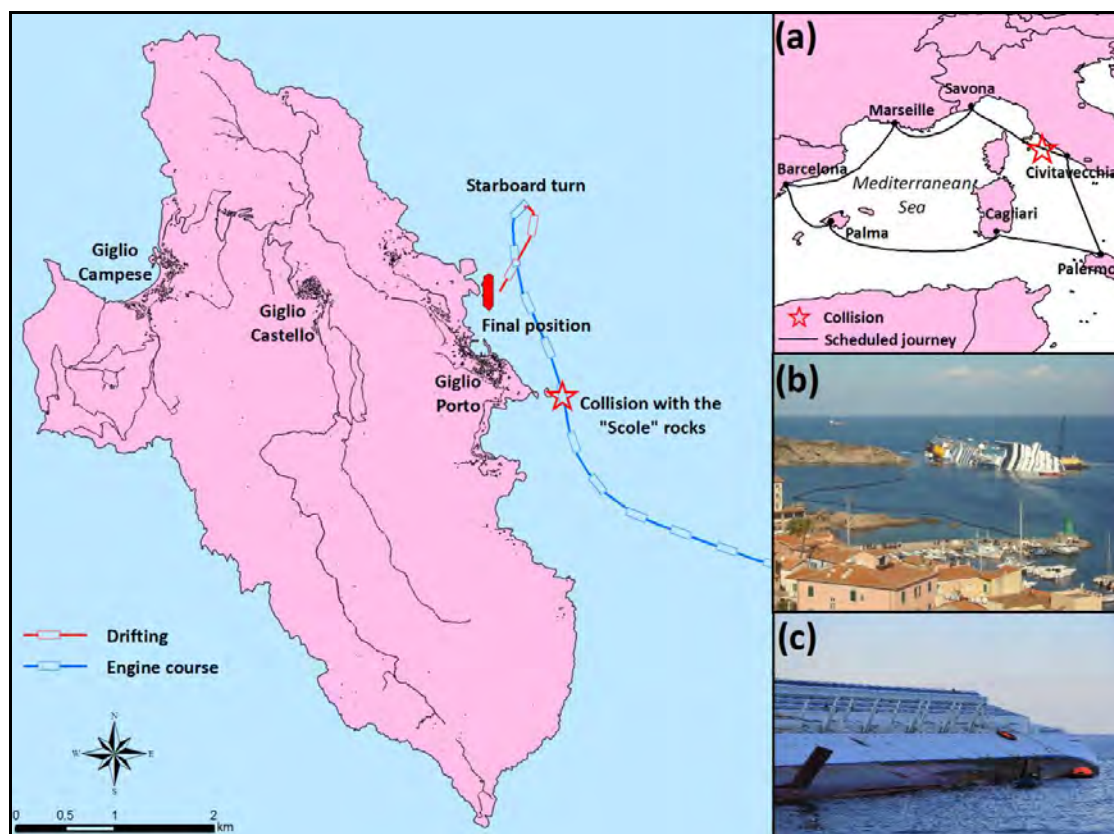 Starboard turn
Giglio
Campese
Giglio
Castello
Final position
Giglio
Porto
Collision with the
"Scole" rocks
Drifting
Engine course
N
W
E
S
0
0.5
1
2
km
(a)
Savona
Marseille
Barcelona
Civitavecchia
Mediterranean
Sea
Cagliari
Palma
Palermo
Collision
Scheduled journey
(b)
(c)